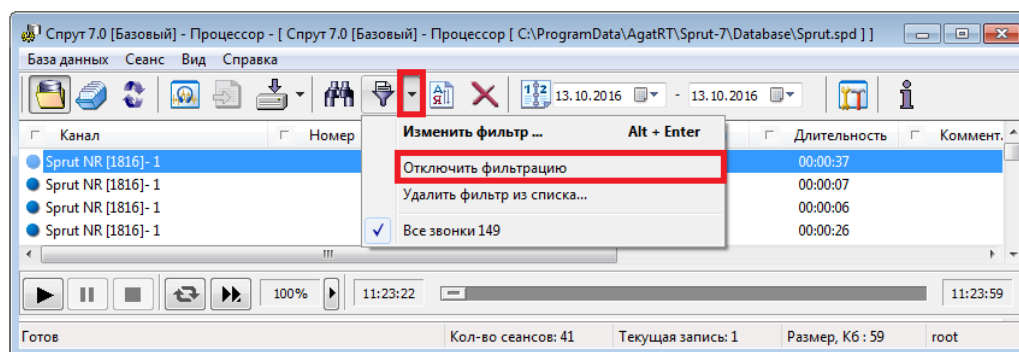 Спрут 7.0 [Базовый] - Процессор - [ Спрут 7.0 [Базовый] - Процессор [ C:\ProgramData\AgatRT\Sprut-7\Database\Sprut.spd ] ]
База данных Сеанс Вид Справка
А Я 1 2 13.10.2016 - 13.10.2016
Канал Номер Длительность Коммент.
Изменить фильтр ... Alt + Enter
Sprut NR [1816]- 1 00:00:37
Отключить фильтрацию
Sprut NR [1816]- 1 00:00:07
Удалить фильтр из списка...
Sprut NR [1816]- 1 00:00:06
Sprut NR [1816]- 1 00:00:26
Все звонки 149
100% 11:23:22 11:23:59
Готов Кол-во сеансов: 41 Текущая запись: 1 Размер, Кб : 59 root